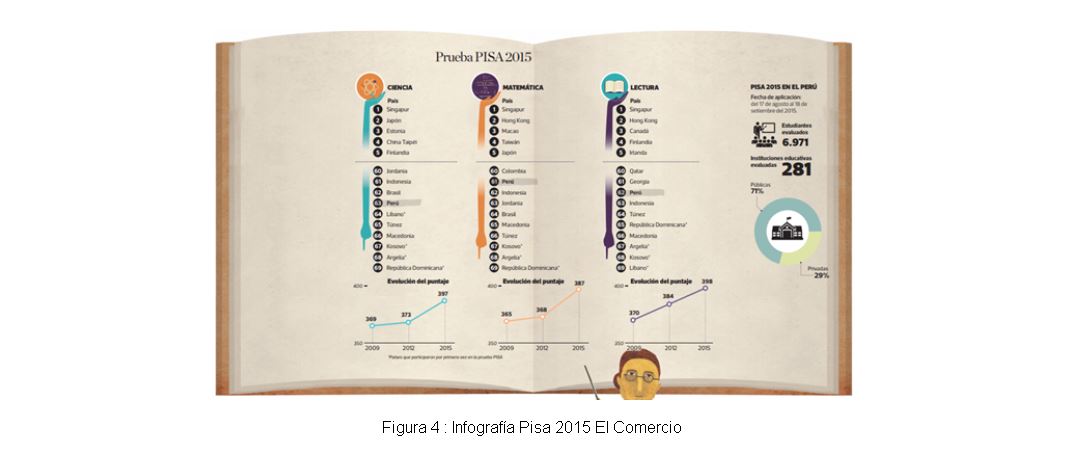 Prueba PISA 2015
CIENCIA
País
1 Singapur
2 Japón
3 Estonia
4 China Taipéi
5 Finlandia
60 Jordania
61 Indonesia
62 Brasil
63 Perú
64 Líbano*
65 Túnez
66 Macedonia
67 Kosovo*
68 Argelia*
69 República Dominicana*
Evolución del puntaje
400
369
373
397
350
2009 2012 2015
*Países que participaron por primera vez en la prueba PISA
MATEMÁTICA
País
1 Singapur
2 Hong Kong
3 Macao
4 Taiwán
5 Japón
60 Colombia
61 Perú
62 Indonesia
63 Jordania
64 Brasil
65 Macedonia
66 Túnez
67 Kosovo*
68 Argelia*
69 República Dominicana*
Evolución del puntaje
400
365
368
387
350
2009 2012 2015
LECTURA
País
1 Singapur
2 Hong Kong
3 Canadá
4 Finlandia
5 Irlanda
60 Qatar
61 Georgia
62 Perú
63 Indonesia
64 Túnez
65 República Dominicana*
66 Macedonia
67 Argelia*
68 Kosovo*
69 Líbano*
Evolución del puntaje
400
370
384
398
350
2009 2012 2015
PISA 2015 EN EL PERÚ
Fecha de aplicación:
del 17 de agosto al 18 de
setiembre del 2015.
Estudiantes
evaluados
6.971
Instituciones educativas
evaluadas 281
Públicas
71%
Privadas
29%
Figura 4 : Infografía Pisa 2015 El Comercio